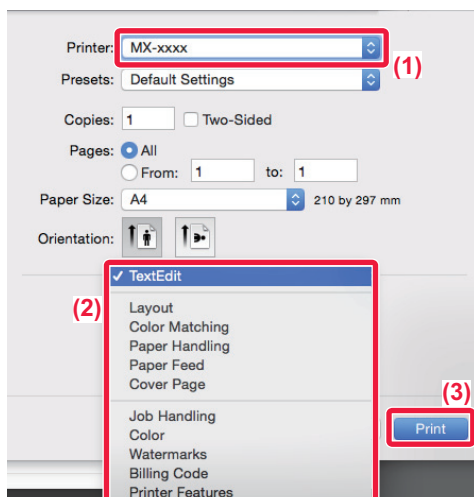 Printer: MX-xxxx
(1)
Presets: Default Settings
Copies: 1 Two-Sided
Pages: All
From: 1 to: 1
Paper Size: A4 210 by 297 mm
Orientation:
✓ TextEdit
(2)
Layout
Color Matching
Paper Handling
Paper Feed
Cover Page
(3)
Job Handling
Print
Color
Watermarks
Billing Code
Printer Features